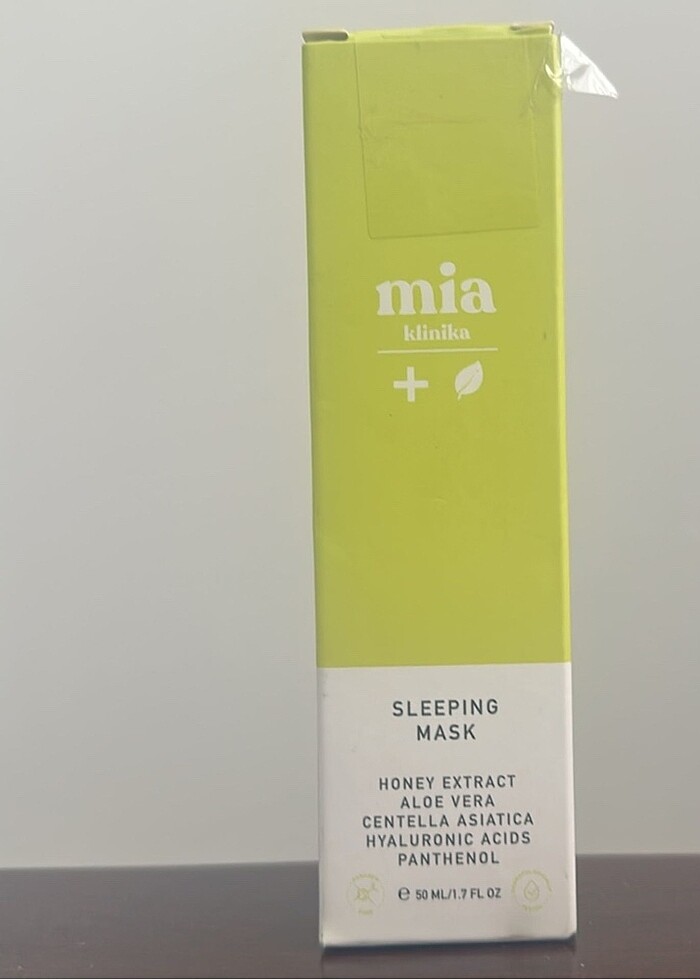 mia
klinika
SLEEPING
MASK
HONEY EXTRACT
ALOE VERA
CENTELLA ASIATICA
HYALURONIC ACIDS
PANTHENOL
℮ 50 ML/1.7 FL OZ